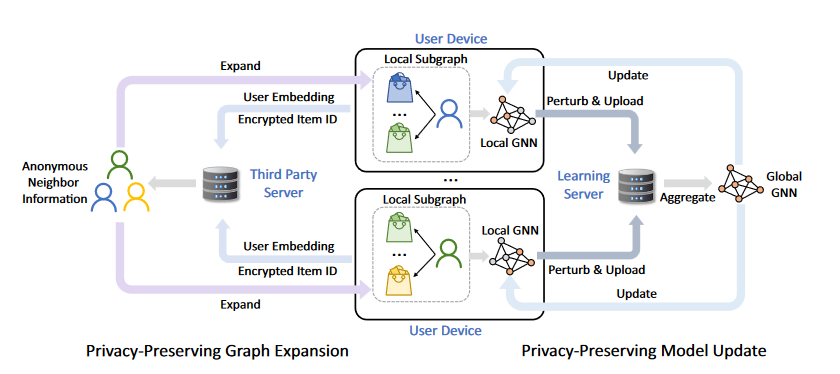 User Device
Expand
Local Subgraph
Update
User Embedding
Encrypted Item ID
...
Perturb & Upload
Local GNN
Anonymous
Neighbor
Information
Third Party
Server
...
Learning
Server
Aggregate
Global
GNN
Local Subgraph
User Embedding
Encrypted Item ID
...
Local GNN
Perturb & Upload
Expand
Update
User Device
Privacy-Preserving Graph Expansion
Privacy-Preserving Model Update